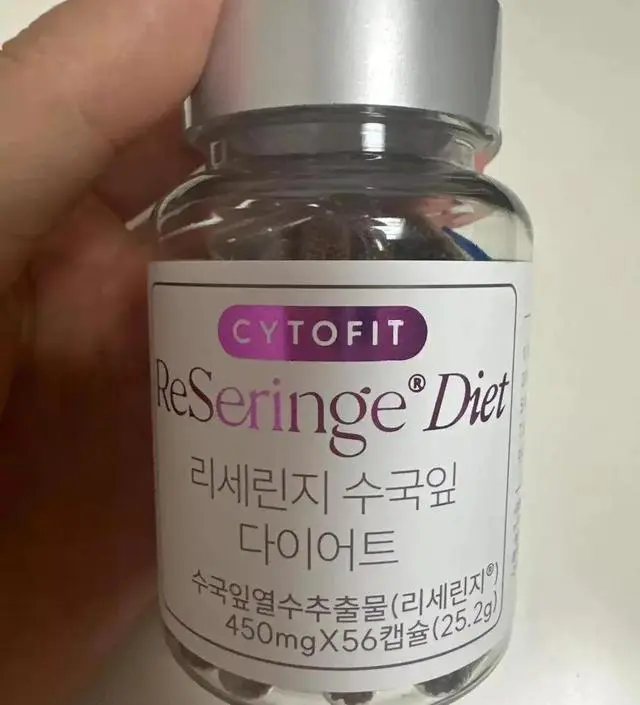 CYTOFIT
ReSeringe® Diet
리세린지 수국잎
다이어트
수국잎열수추출물(리세린지®)
450mgX56캡슐(25.2g)